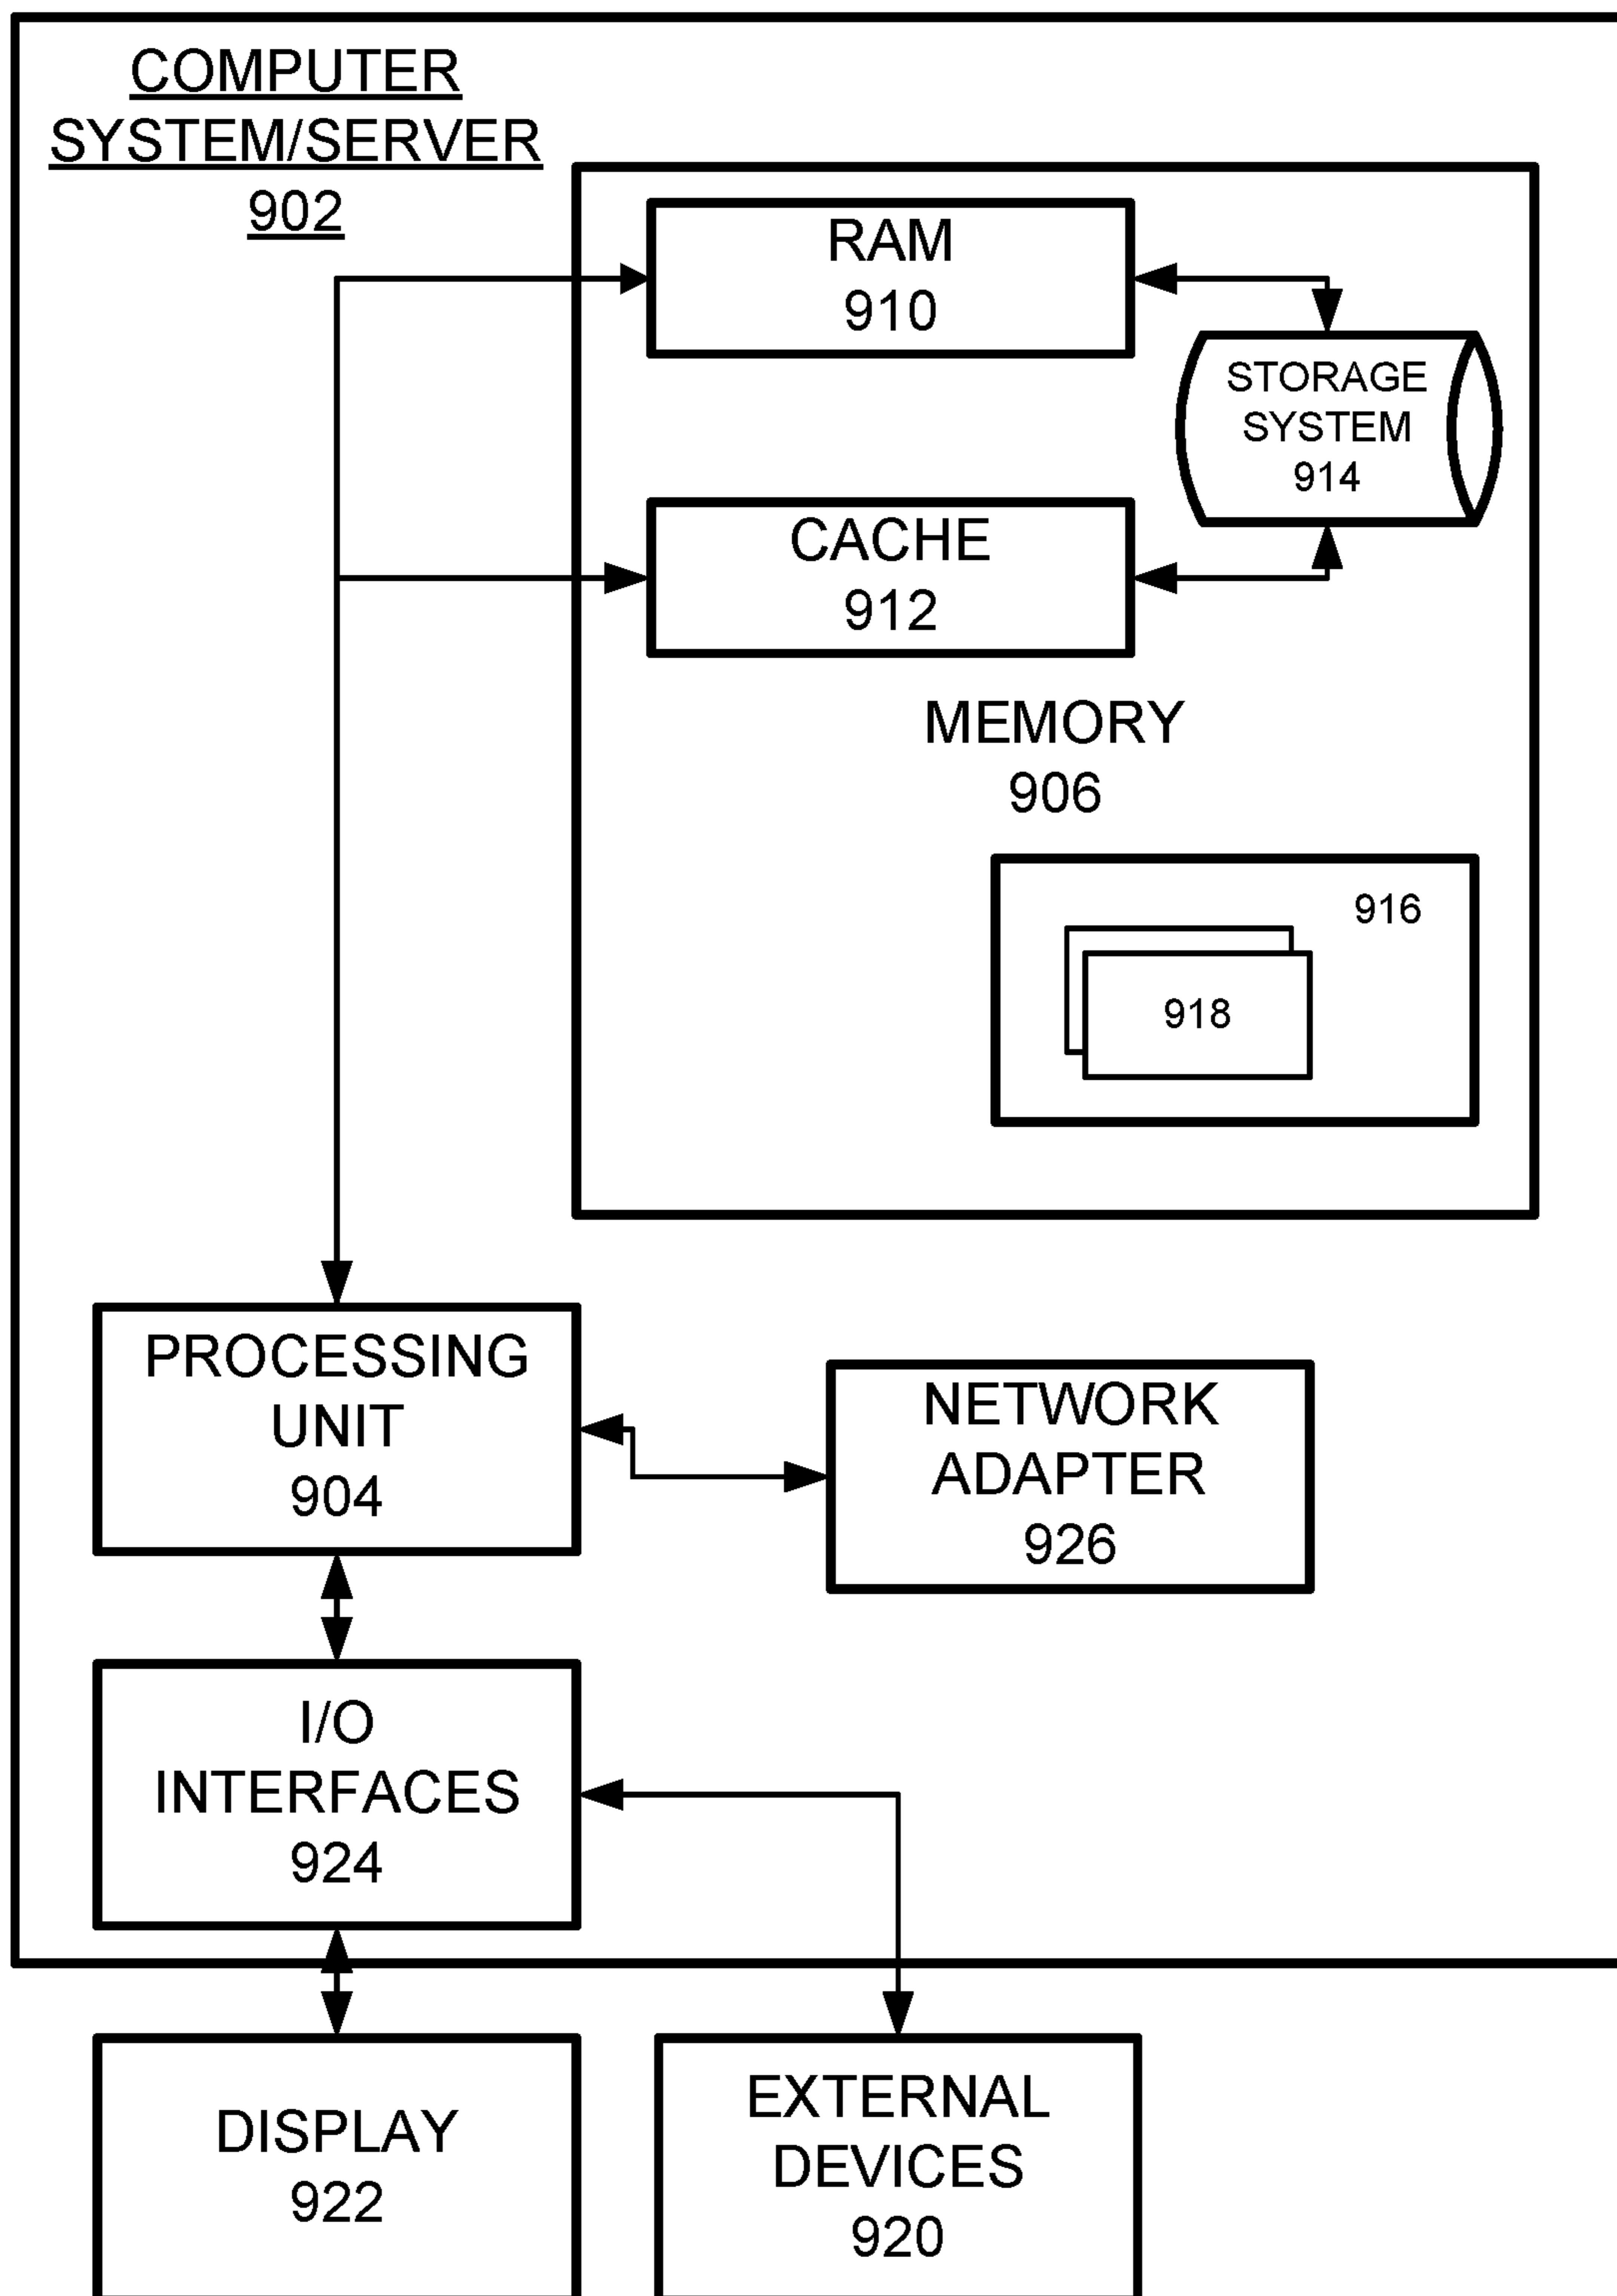 COMPUTER
SYSTEM/SERVER
902
RAM
910
STORAGE
SYSTEM
914
CACHE
912
MEMORY
906
916
918
PROCESSING
UNIT
904
NETWORK
ADAPTER
926
I/O
INTERFACES
924
DISPLAY
922
EXTERNAL
DEVICES
920